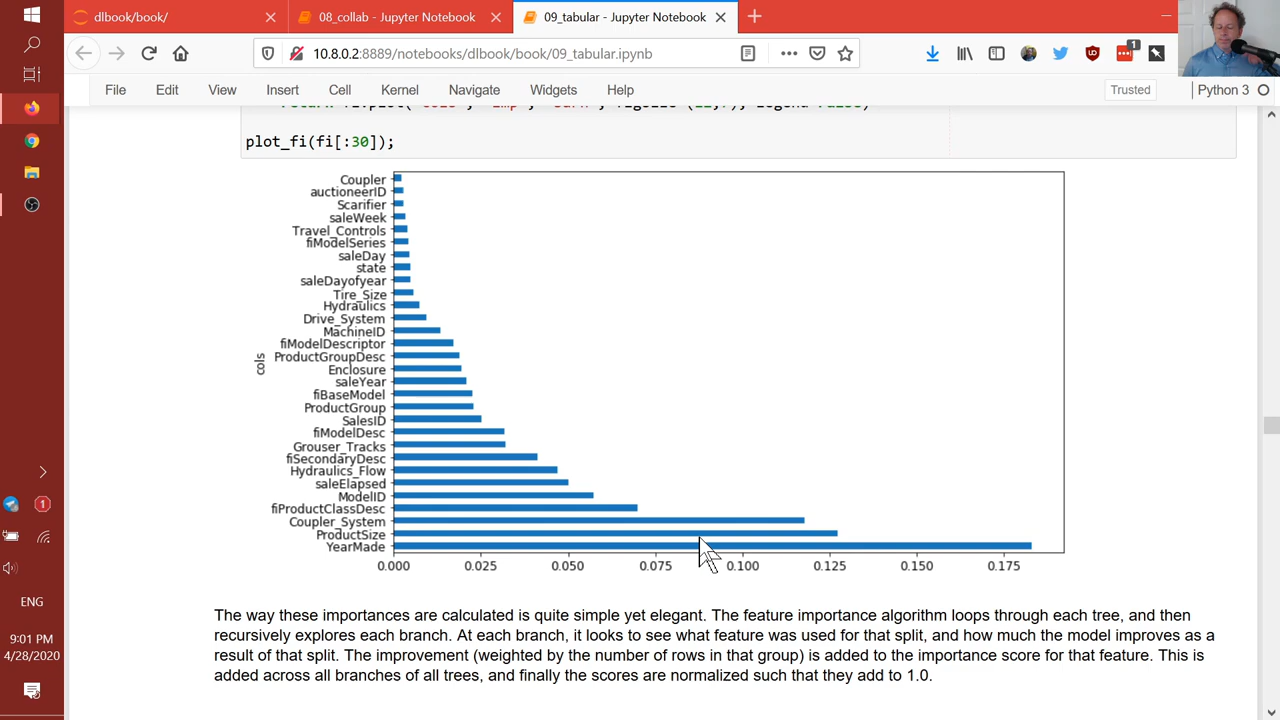 dlbook/book/
08_collab - Jupyter Notebook
09_tabular - Jupyter Notebook
10.8.0.2:8889/notebooks/dlbook/book/09_tabular.ipynb
1
File Edit View Insert Cell Kernel Navigate Widgets Help
Trusted
Python 3
plot_fi(fi[:30]);
Coupler
auctioneerID
Scarifier
saleWeek
Travel_Controls
fiModelSeries
saleDay
state
saleDayofyear
Tire_Size
Hydraulics
Drive_System
MachineID
fiModelDescriptor
ProductGroupDesc
Enclosure
saleYear
fiBaseModel
ProductGroup
SalesID
fiModelDesc
Grouser_Tracks
fiSecondaryDesc
Hydraulics_Flow
saleElapsed
ModelID
fiProductClassDesc
Coupler_System
ProductSize
YearMade
cols
0.000 0.025 0.050 0.075 0.100 0.125 0.150 0.175
The way these importances are calculated is quite simple yet elegant. The feature importance algorithm loops through each tree, and then
recursively explores each branch. At each branch, it looks to see what feature was used for that split, and how much the model improves as a
result of that split. The improvement (weighted by the number of rows in that group) is added to the importance score for that feature. This is
added across all branches of all trees, and finally the scores are normalized such that they add to 1.0.
1
ENG
9:01 PM
4/28/2020